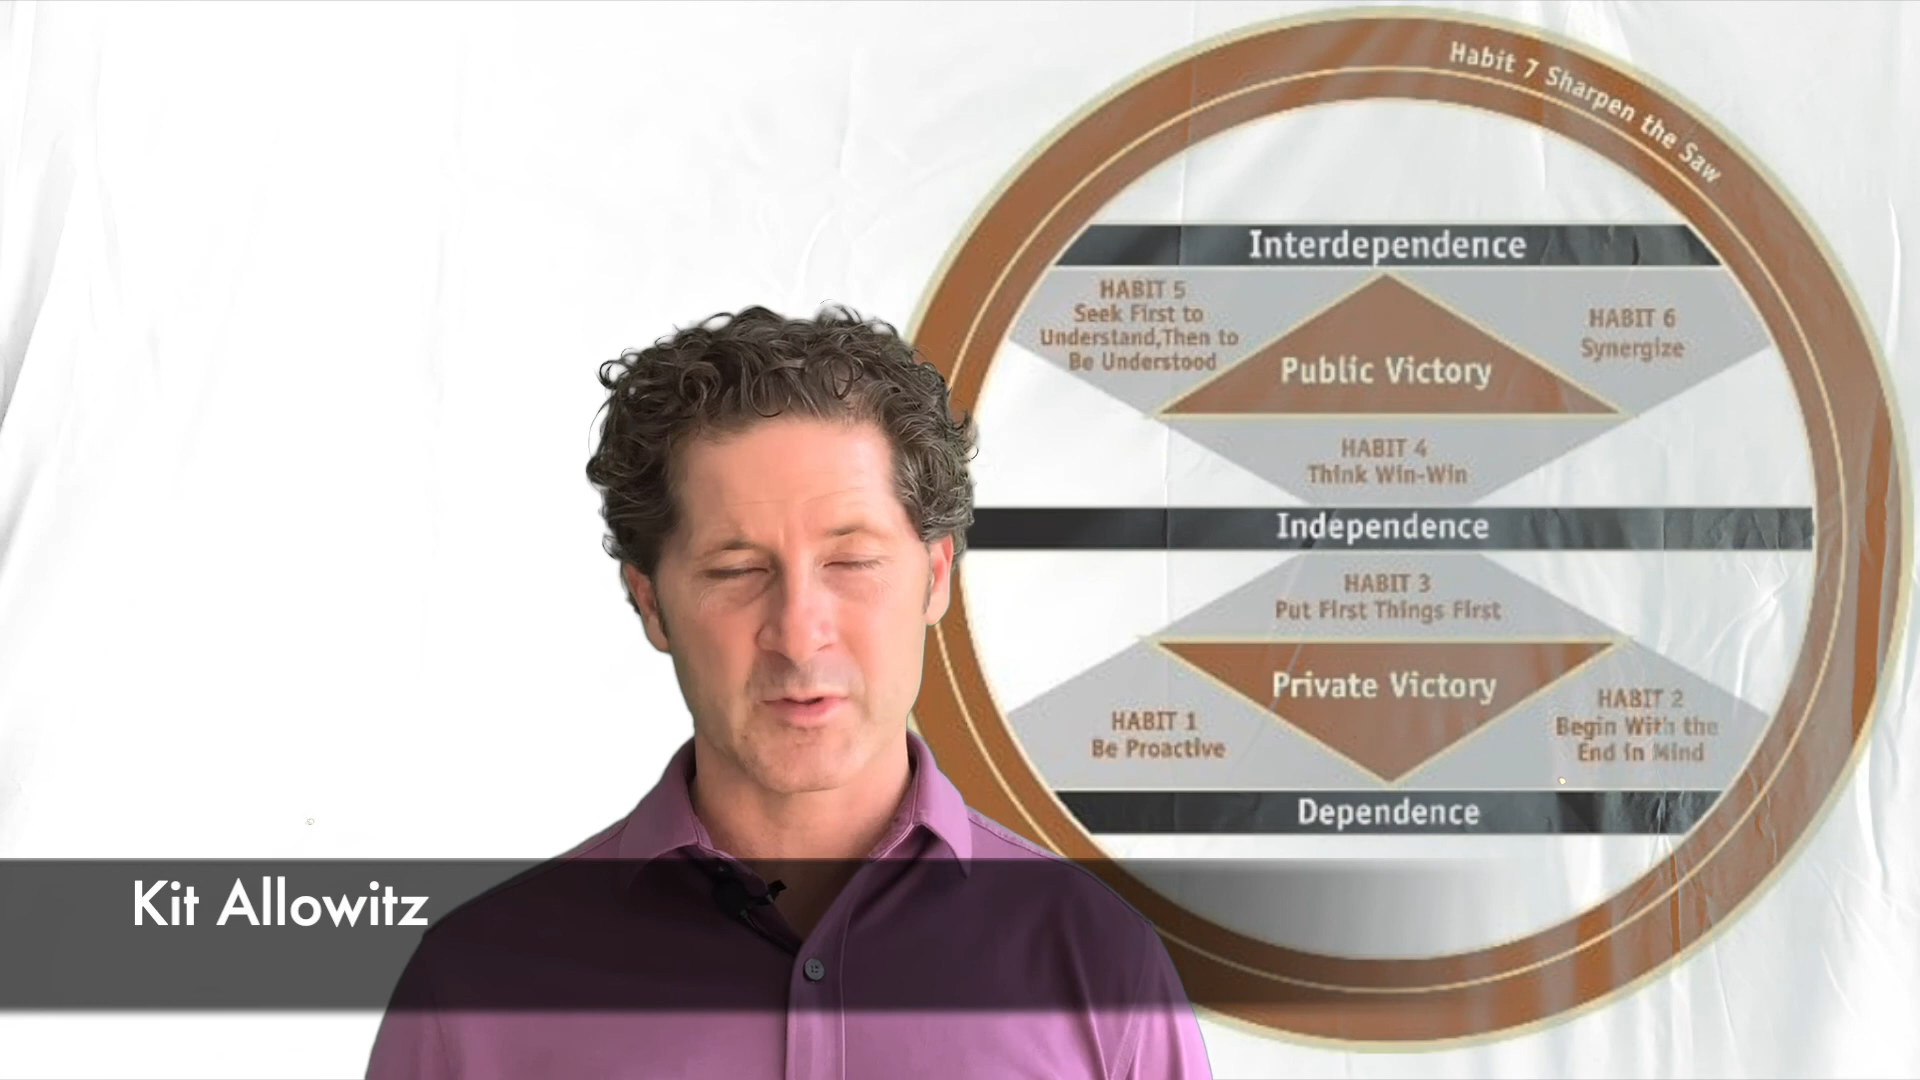 Habit 7 Sharpen the Saw
Interdependence
HABIT 5
Seek First to
Understand,Then to
Be Understood
Public Victory
HABIT 6
Synergize
HABIT 4
Think Win-Win
Independence
HABIT 3
Put First Things First
Private Victory
HABIT 1
Be Proactive
HABIT 2
Begin With the
End in Mind
Dependence
Kit Allowitz